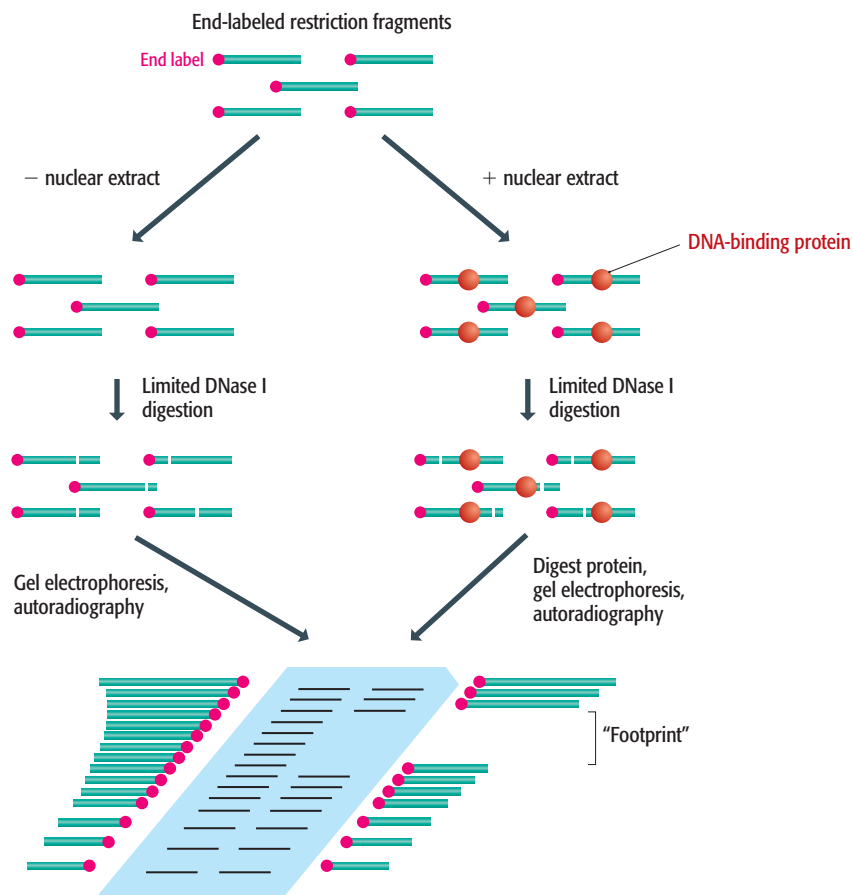 End-labeled restriction fragments
End label
− nuclear extract
+ nuclear extract
DNA-binding protein
Limited DNase I
digestion
Limited DNase I
digestion
Gel electrophoresis,
autoradiography
Digest protein,
gel electrophoresis,
autoradiography
“Footprint”